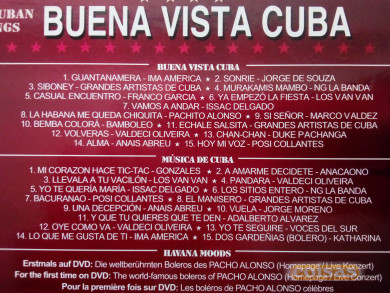 CUBAN
NGS
BUENA VISTA CUBA
BUENA VISTA CUBA
1. GUANTANAMERA - IMA AMERICA ★ 2. SONRIE - JORGE DE SOUZA
3. SIBONEY - GRANDES ARTISTAS DE CUBA ★ 4. MURAKAMIS MAMBO - NG LA BANDA
5. CASUAL ENCUENTRO - FRANCO GARCIA ★ 6. YA EMPEZÓ LA FIESTA - LOS VAN VAN
7. VAMOS A ANDAR - ISSAC DELGADO
8. LA HABANA ME QUEDA CHIQUITA - PACHITO ALONSO ★ 9. SI SEÑOR - MARCO VALDEZ
10. BEMBA COLORÁ - BAMBOLEO ★ 11. ECHALE SALSITA - GRANDES ARTISTAS DE CUBA
12. VOLVERAS - VALDECI OLIVEIRA ★ 13. CHAN-CHAN - DUKE PACHANGA
14. ALMA - ANAIS ABREU ★ 15. HOY MI VOZ - POSI COLLANTES
MÚSICA DE CUBA
1. MI CORAZON HACE TIC-TAC - GONZALES ★ 2. A AMARME DECIDETE - ANACAONO
3. LLEVALA A TU VACILÓN - LOS VAN VAN ★ 4. PANDARA - VALDECI OLIVEIRA
5. YO TE QUERÍA MARÍA - ISSAC DELGADO ★ 6. LOS SITIOS ENTERO - NG LA BANDA
7. BACURANAO - POSI COLLANTES ★ 8. EL MANISERO - GRANDES ARTISTAS DE CUBA
9. UNA DECEPCIÓN - ANAIS ABREU ★ 10. VUELA - JORGE MORENO
11. Y QUE TU QUIERES QUE TE DEN - ADALBERTO ALVAREZ
12. OYE COMO VA - VALDECI OLIVEIRA ★ 13. YO TE SEGUIRE - VOCES DEL SUR
14. LO QUE ME GUSTA DE TI - IMA AMERICA ★ 15. DOS GARDEÑIAS (BOLERO) - KATHARINA
HAVANA MOODS
Erstmals auf DVD: Die weltberühmten Boleros des PACHO ALONSO (Homepage / Live Konzert)
For the first time on DVD: The world-famous boleros of PACHO ALONSO (Homepage / Live Konzert)
Pour la première fois sur DVD: Les boléros de PACHO ALONSO célèbres